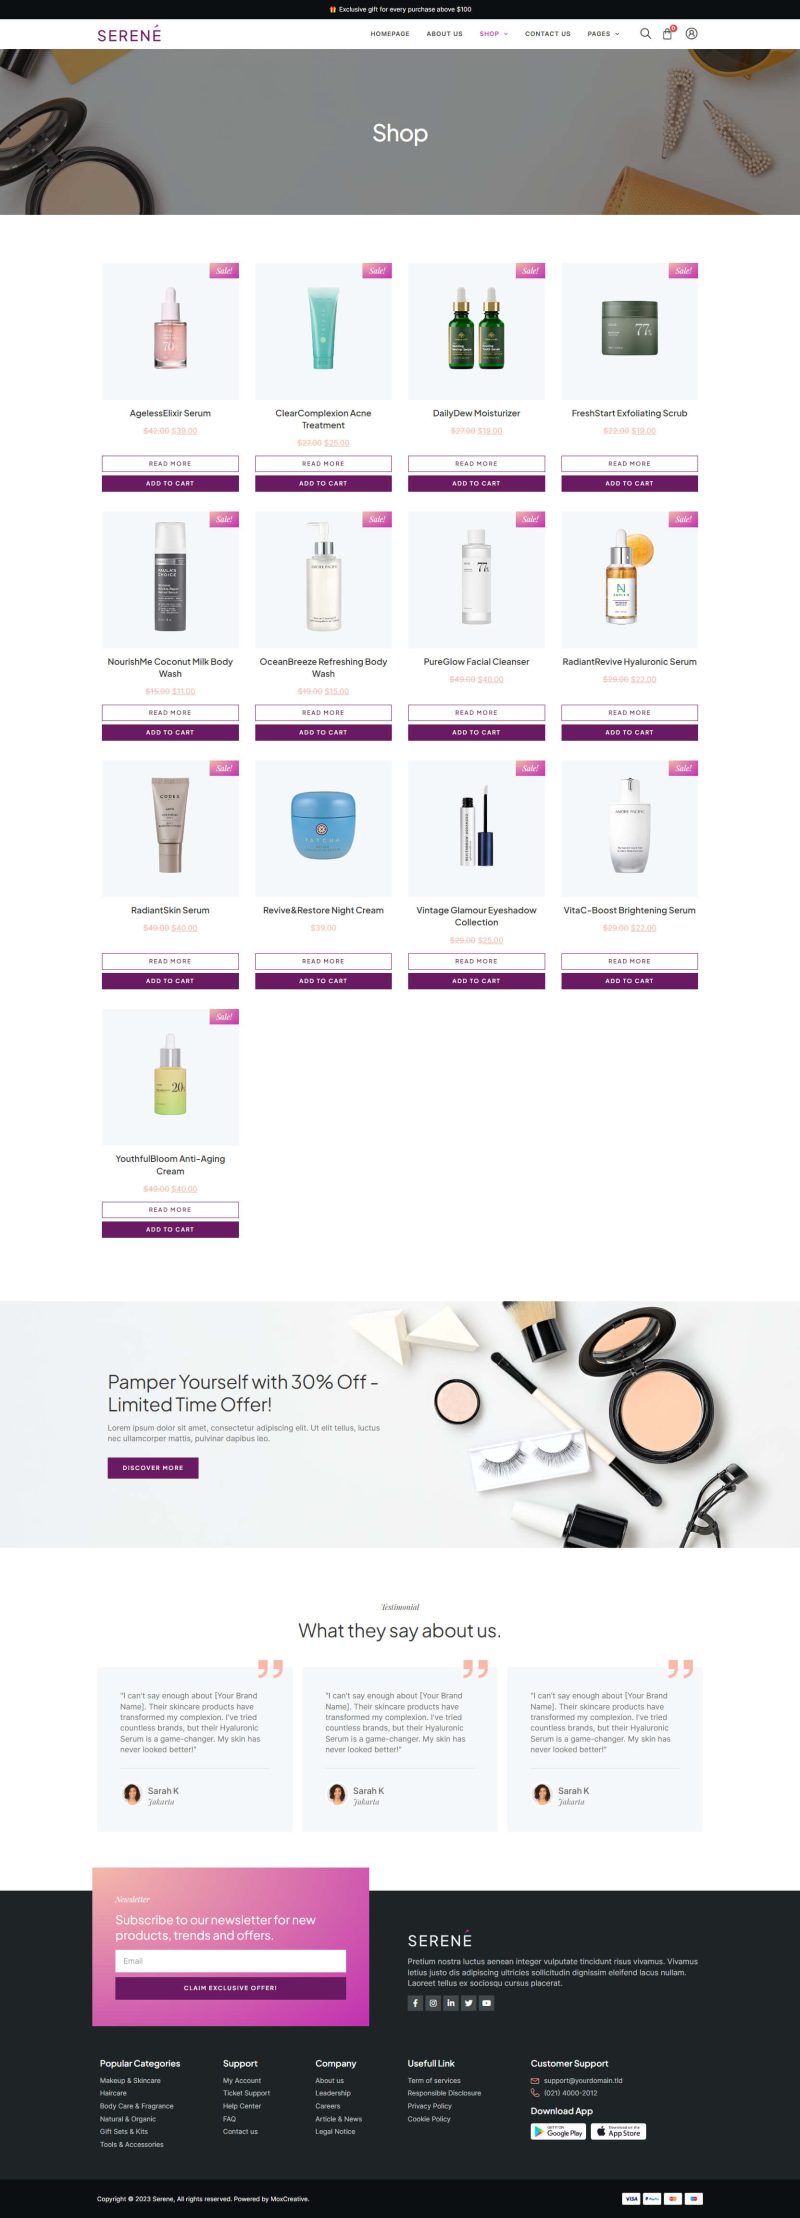 Exclusive gift for every purchase above $100
SERENÉ
HOMEPAGE ABOUT US SHOP CONTACT US PAGES 0
Shop
Sale! Sale! Sale! Sale!
AgelessElixir Serum
$42.00 $39.00
READ MORE
ADD TO CART
ClearComplexion Acne
Treatment
$27.00 $25.00
READ MORE
ADD TO CART
DailyDew Moisturizer
$27.00 $19.00
READ MORE
ADD TO CART
77%
FreshStart Exfoliating Scrub
$22.00 $19.00
READ MORE
ADD TO CART
Sale! Sale! Sale! Sale!
PAULA'S
CHOICE
NourishMe Coconut Milk Body
Wash
$15.00 $11.00
READ MORE
ADD TO CART
AMORE PACIFIC
OceanBreeze Refreshing Body
Wash
$19.00 $15.00
READ MORE
ADD TO CART
PureGlow Facial Cleanser
$49.00 $40.00
READ MORE
ADD TO CART
RadiantRevive Hyaluronic Serum
$29.00 $22.00
READ MORE
ADD TO CART
Sale! Sale! Sale!
CODEX
RadiantSkin Serum
$49.00 $40.00
READ MORE
ADD TO CART
TATCHA
Revive&Restore Night Cream
$39.00
READ MORE
ADD TO CART
Vintage Glamour Eyeshadow
Collection
$29.00 $25.00
READ MORE
ADD TO CART
AMORE PACIFIC
VitaC-Boost Brightening Serum
$29.00 $22.00
READ MORE
ADD TO CART
Sale!
YouthfulBloom Anti-Aging
Cream
$49.00 $40.00
READ MORE
ADD TO CART
Pamper Yourself with 30% Off -
Limited Time Offer!
Lorem ipsum dolor sit amet, consectetur adipiscing elit. Ut elit tellus, luctus
nec ullamcorper mattis, pulvinar dapibus leo.
DISCOVER MORE
Testimonial
What they say about us.
"I can't say enough about [Your Brand
Name]. Their skincare products have
transformed my complexion. I've tried
countless brands, but their Hyaluronic
Serum is a game-changer. My skin has
never looked better!"
Sarah K
Jakarta
"I can't say enough about [Your Brand
Name]. Their skincare products have
transformed my complexion. I've tried
countless brands, but their Hyaluronic
Serum is a game-changer. My skin has
never looked better!"
Sarah K
Jakarta
"I can't say enough about [Your Brand
Name]. Their skincare products have
transformed my complexion. I've tried
countless brands, but their Hyaluronic
Serum is a game-changer. My skin has
never looked better!"
Sarah K
Jakarta
Newsletter
Subscribe to our newsletter for new
products, trends and offers.
Email
CLAIM EXCLUSIVE OFFER!
SERENÉ
Pretium nostra luctus aenean integer vulputate tincidunt risus vivamus. Vivamus
letius justo dis adipiscing ultricies sollicitudin dignissim eleifend lacus nullam.
Laoreet tellus ex sociosqu cursus placerat.
Popular Categories
Makeup & Skincare
Haircare
Body Care & Fragrance
Natural & Organic
Gift Sets & Kits
Tools & Accessories
Support
My Account
Ticket Support
Help Center
FAQ
Contact us
Company
About us
Leadership
Careers
Article & News
Legal Notice
Usefull Link
Term of services
Responsible Disclosure
Privacy Policy
Cookie Policy
Customer Support
support@yourdomain.tld
(021) 4000-2012
Download App
GET IT ON
Google Play
Download on the
App Store
Copyright © 2023 Serene, All rights reserved. Powered by MoxCreative.
VISA PayPal